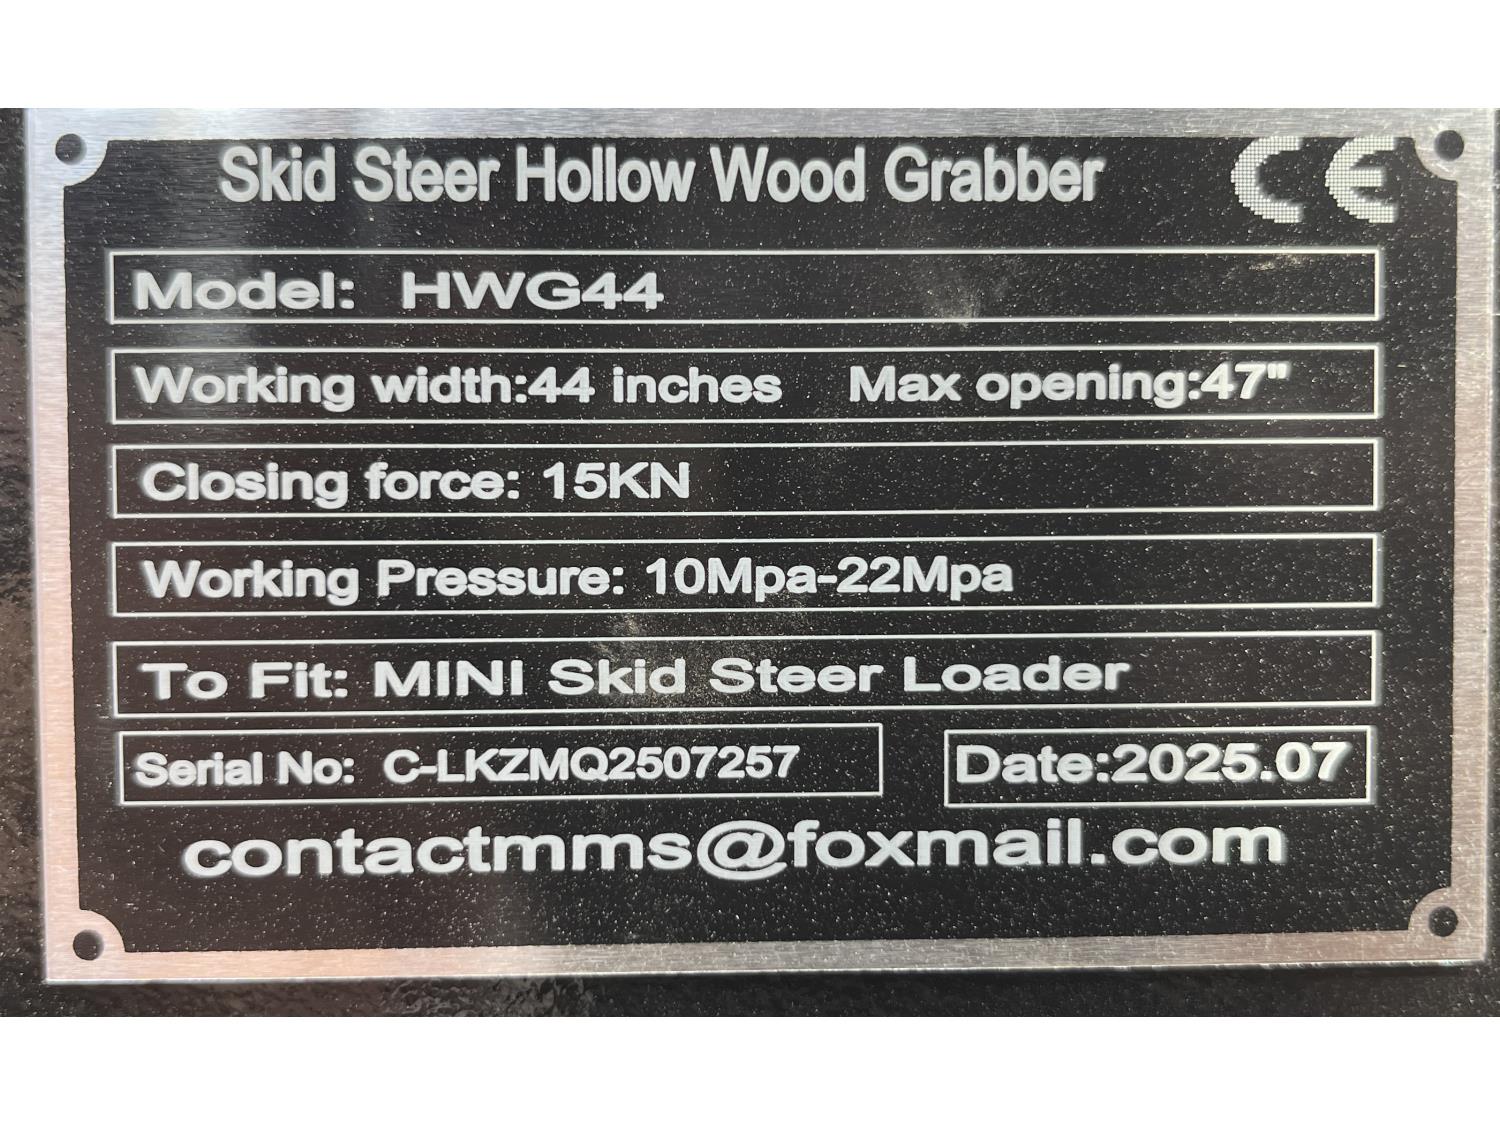 Skid Steer Hollow Wood Grabber CE
Model: HWG44
Working width:44 inches Max opening:47"
Closing force: 15KN
Working Pressure: 10Mpa-22Mpa
To Fit: MINI Skid Steer Loader
Serial No: C-LKZMQ2507257 Date:2025.07
contactmms@foxmail.com